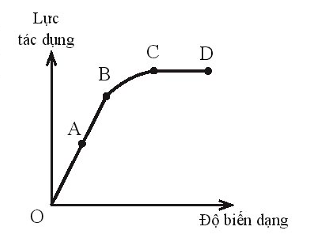 Lực
tác dụng
B
C
D
A
O
Độ biến dạng